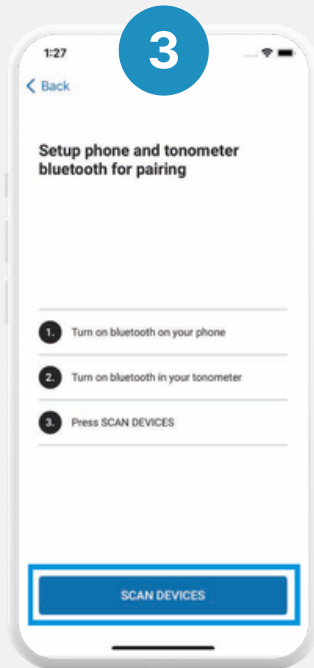 3
1:27
Back
Setup phone and tonometer
bluetooth for pairing
1. Turn on bluetooth on your phone
2. Turn on bluetooth in your tonometer
3. Press SCAN DEVICES
SCAN DEVICES